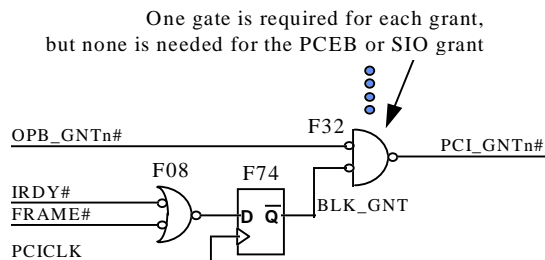 One gate is required for each grant,
but none is needed for the PCEB or SIO grant
F32
OPB_GNTn#
PCI_GNTn#
F08
F74
IRDY#
FRAME#
D Q
BLK_GNT
PCICLK